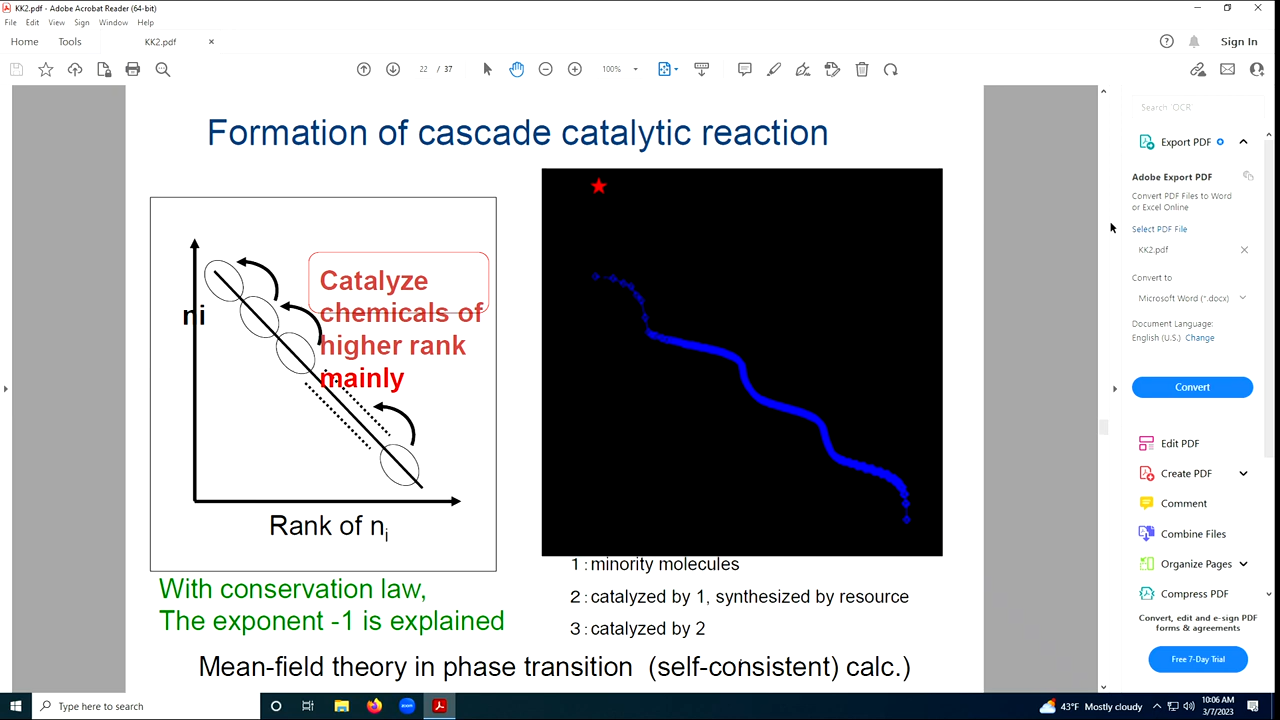 KK2.pdf - Adobe Acrobat Reader (64-bit)
File Edit View Sign Window Help
Home Tools KK2.pdf × Sign In
22 / 37 100%
Formation of cascade catalytic reaction
ni
Catalyze
chemicals of
higher rank
mainly
Rank of ni
With conservation law,
The exponent -1 is explained
1 : minority molecules
2 : catalyzed by 1, synthesized by resource
3 : catalyzed by 2
Mean-field theory in phase transition (self-consistent) calc.)
Search 'OCR'
Export PDF
Adobe Export PDF
Convert PDF Files to Word
or Excel Online
Select PDF File
KK2.pdf
Convert to
Microsoft Word (*.docx)
Document Language:
English (U.S.) Change
Convert
Edit PDF
Create PDF
Comment
Combine Files
Organize Pages
Compress PDF
Convert, edit and e-sign PDF
forms & agreements
Free 7-Day Trial
Type here to search
zoom
43°F Mostly cloudy
10:06 AM
3/7/2023